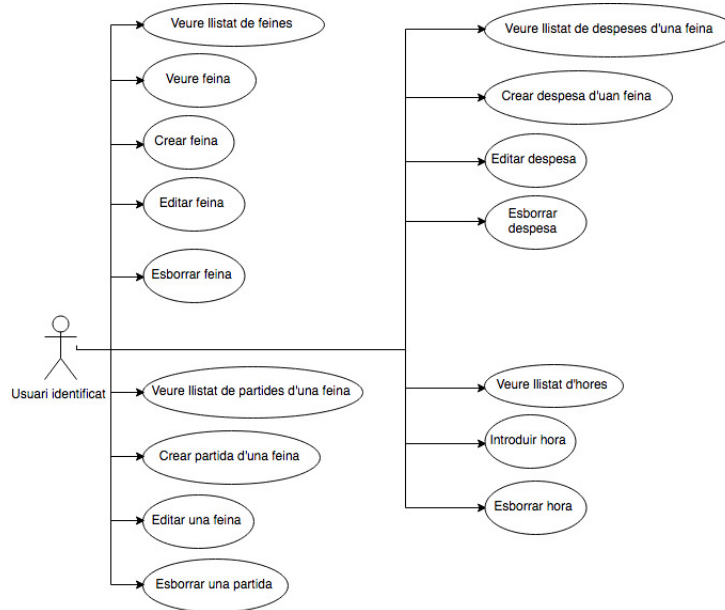 Veure llistat de feines
Veure feina
Crear feina
Editar feina
Esborrar feina
Usuari identificat
Veure llistat de partides d'una feina
Crear partida d'una feina
Editar una feina
Esborrar una partida
Veure llistat de despeses d'una feina
Crear despesa d'uan feina
Editar despesa
Esborrar
despesa
Veure llistat d'hores
Introduir hora
Esborrar hora